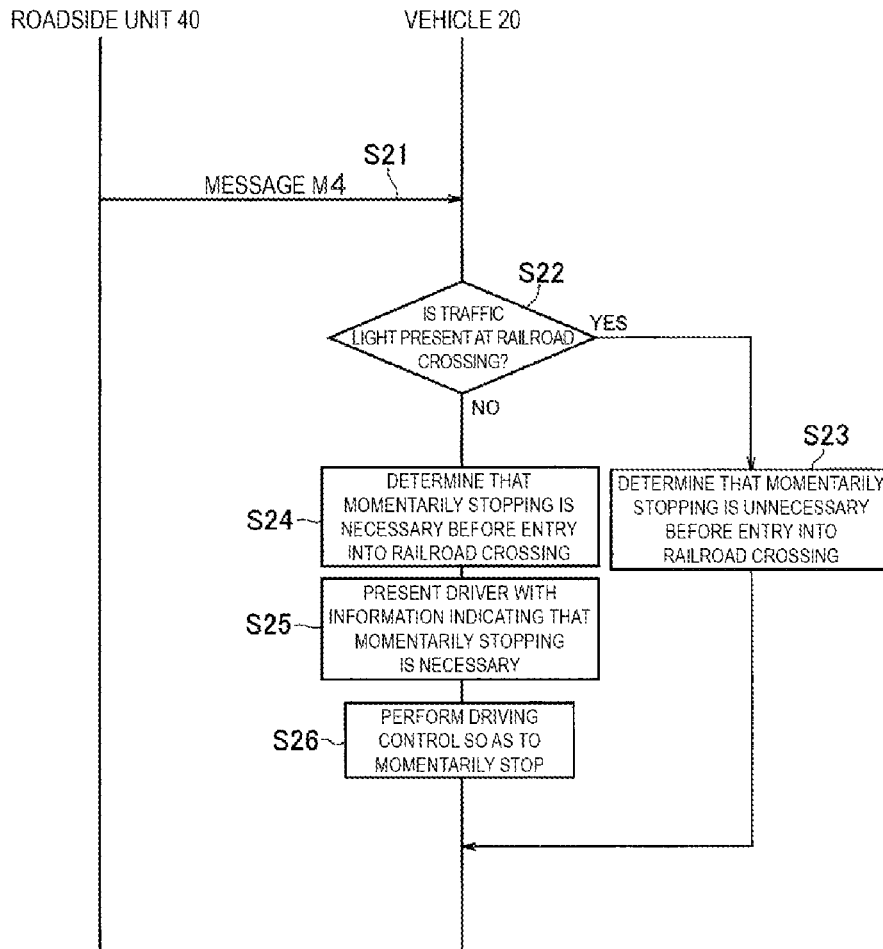 ROADSIDE UNIT 40
VEHICLE 20
S21
MESSAGE M4
S22
IS TRAFFIC
LIGHT PRESENT AT RAILROAD
CROSSING?
YES
NO
S23
DETERMINE THAT MOMENTARILY
STOPPING IS UNNECESSARY
BEFORE ENTRY INTO
RAILROAD CROSSING
S24
DETERMINE THAT
MOMENTARILY STOPPING IS
NECESSARY BEFORE ENTRY
INTO RAILROAD CROSSING
S25
PRESENT DRIVER WITH
INFORMATION INDICATING THAT
MOMENTARILY STOPPING
IS NECESSARY
S26
PERFORM DRIVING
CONTROL SO AS TO
MOMENTARILY STOP